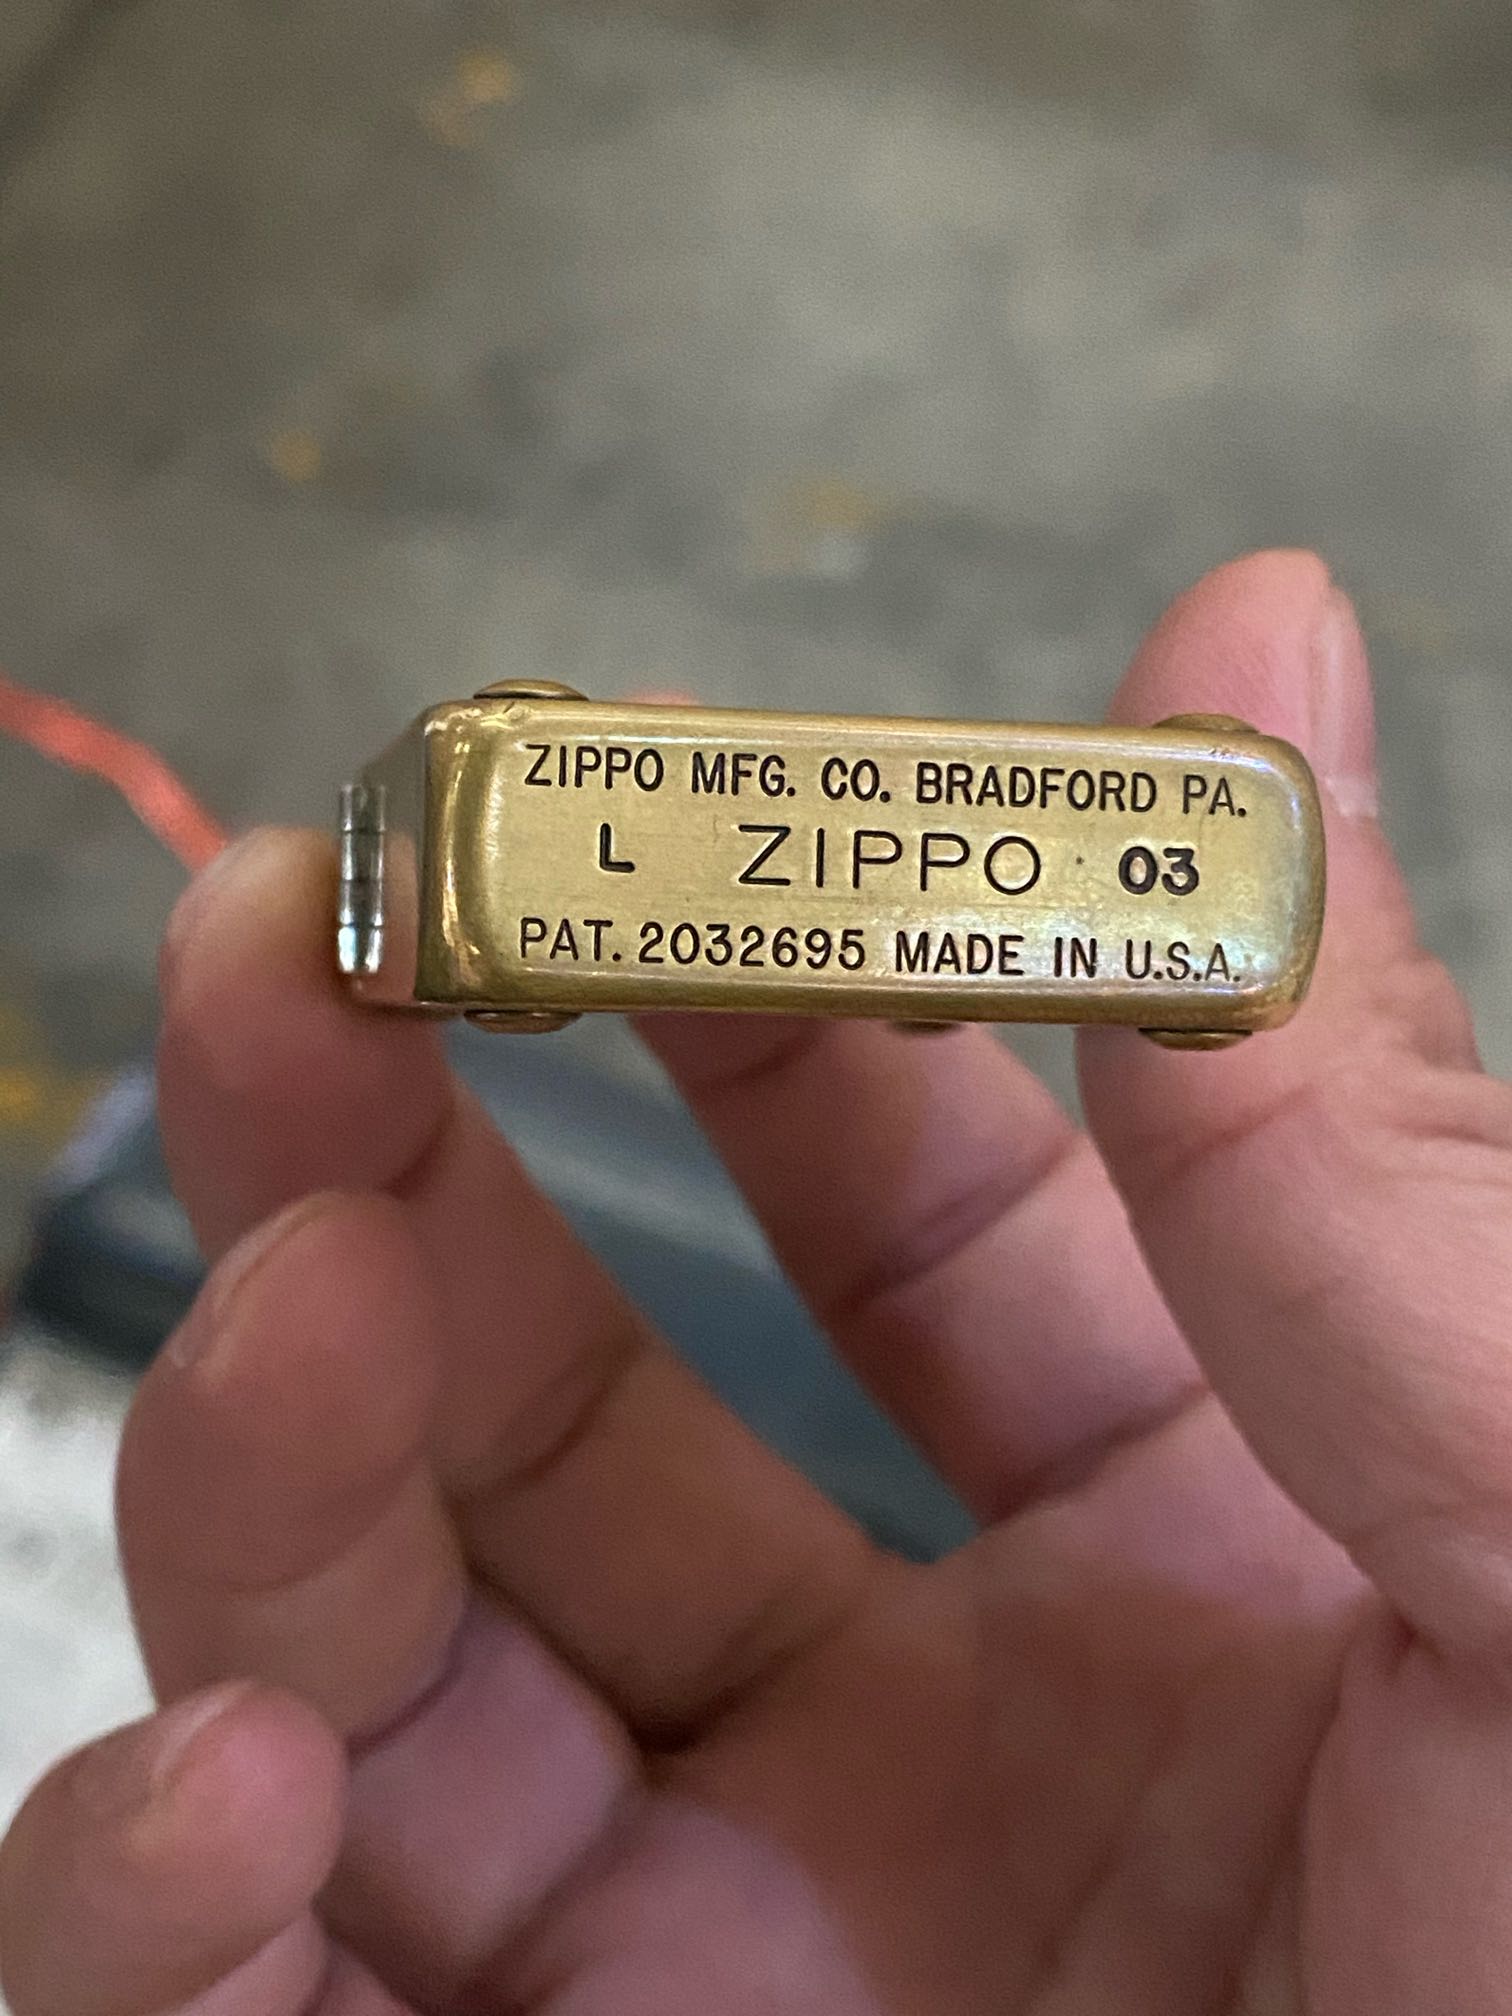 ZIPPO MFG. CO. BRADFORD PA.
L ZIPPO 03
PAT. 2032695 MADE IN U.S.A.